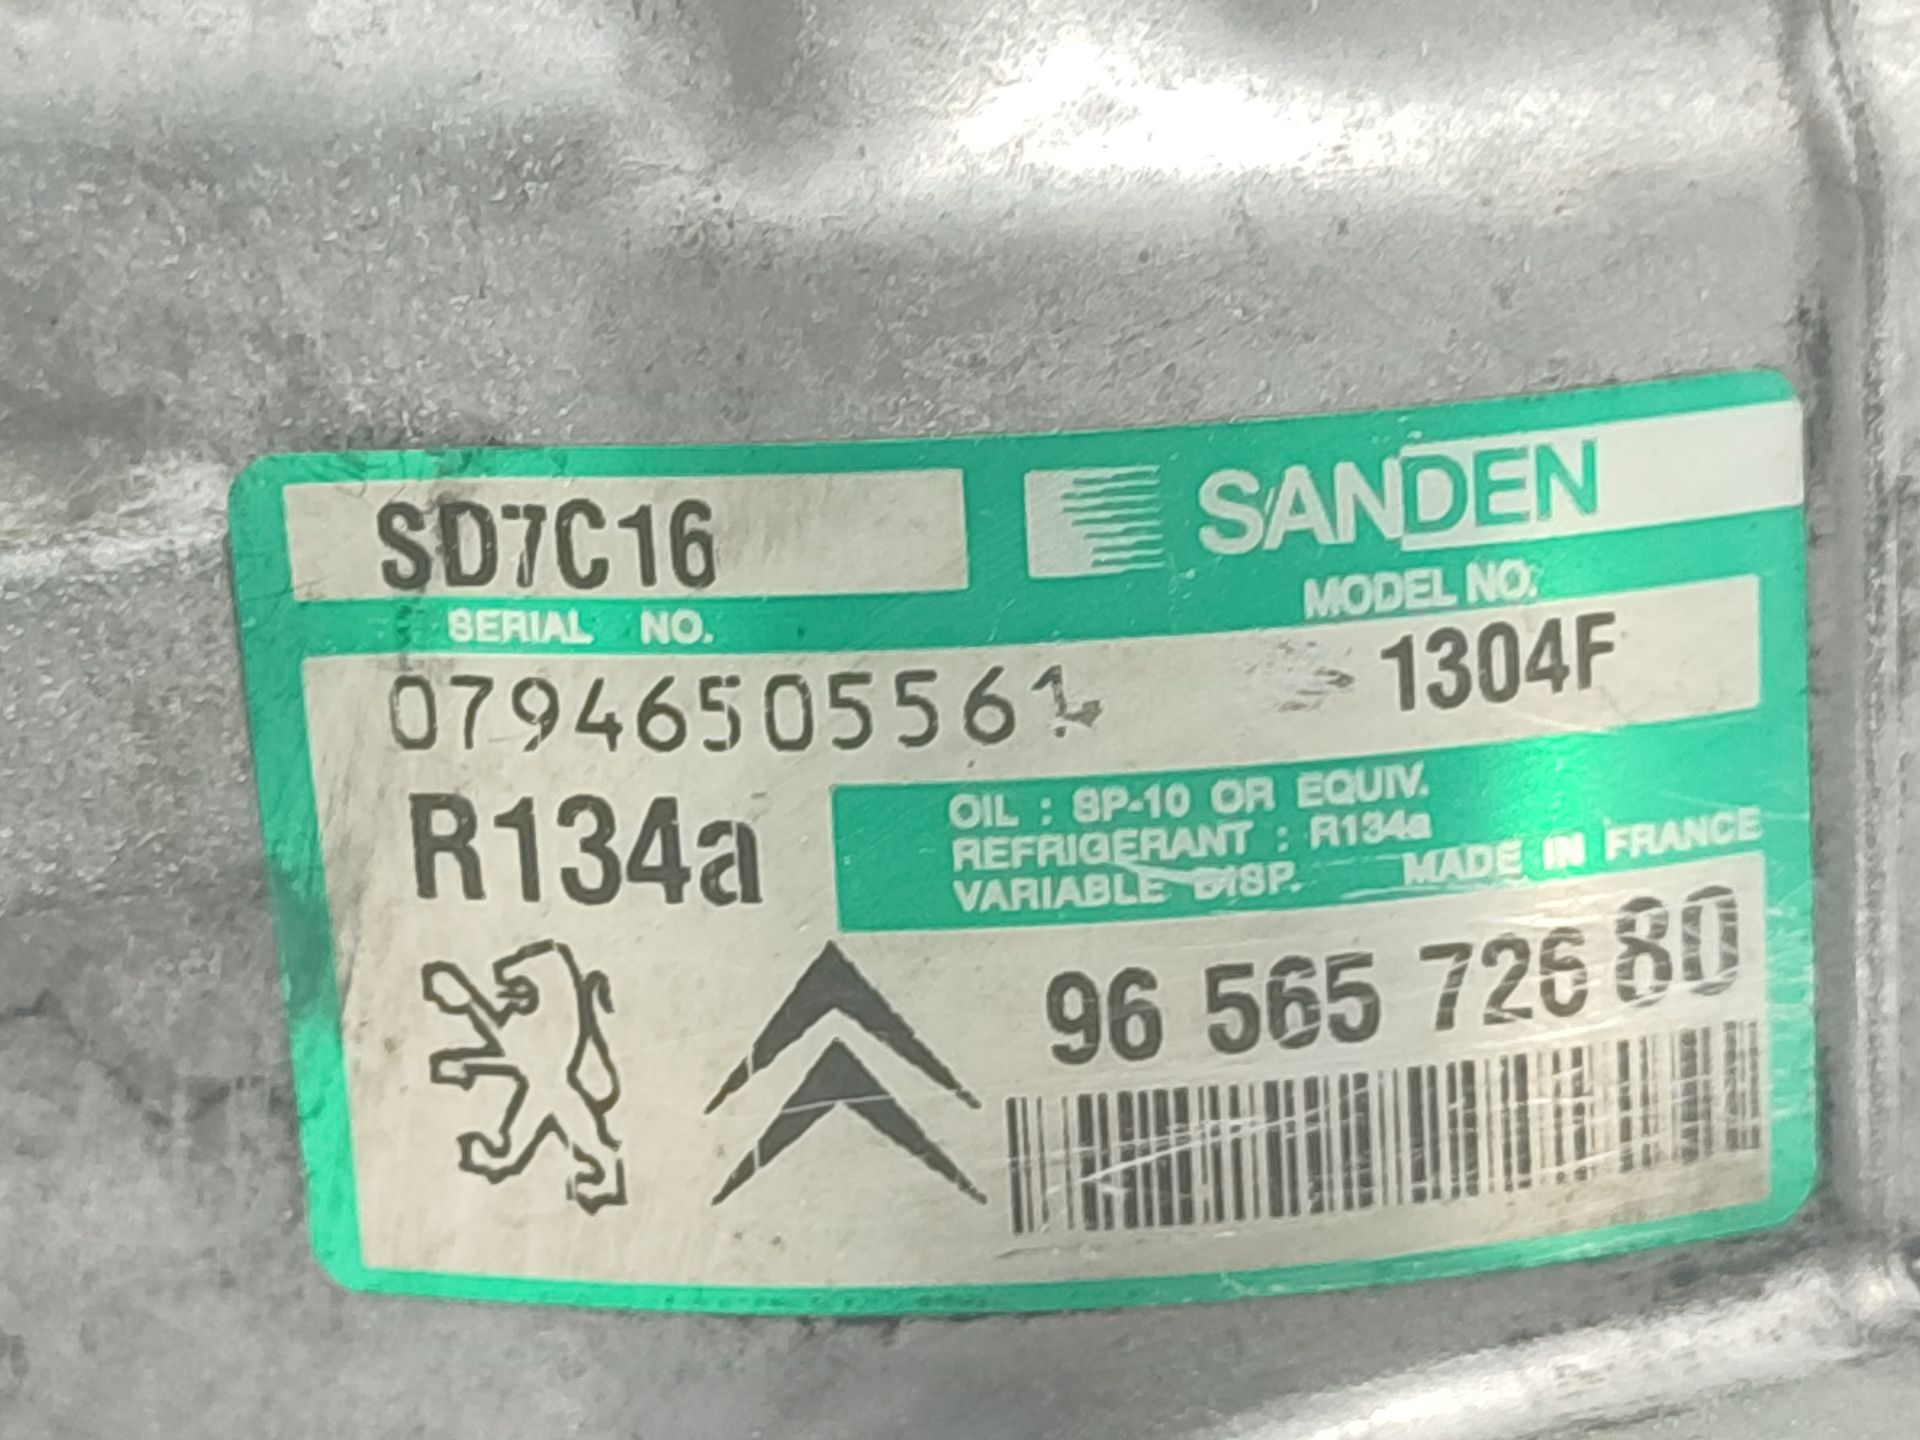 SD7C16
SANDEN
SERIAL NO.
MODEL NO.
07946505561
1304F
R134a
OIL : SP-10 OR EQUIV.
REFRIGERANT : R134a
VARIABLE DISP. MADE IN FRANCE
96 565 726 80